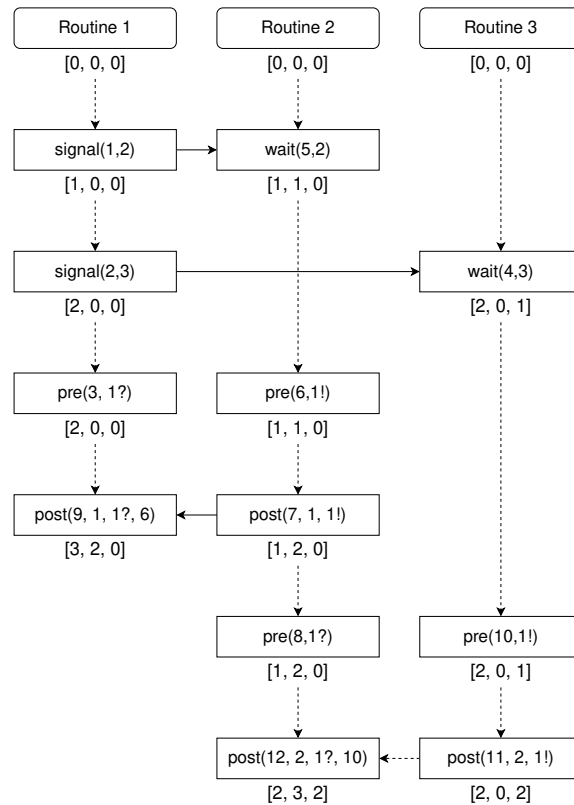 Routine 1 Routine 2 Routine 3
[0, 0, 0] [0, 0, 0] [0, 0, 0]
signal(1,2) wait(5,2)
[1, 0, 0] [1, 1, 0]
signal(2,3) wait(4,3)
[2, 0, 0] [2, 0, 1]
pre(3, 1?) pre(6,1!)
[2, 0, 0] [1, 1, 0]
post(9, 1, 1?, 6) post(7, 1, 1!)
[3, 2, 0] [1, 2, 0]
pre(8,1?) pre(10,1!)
[1, 2, 0] [2, 0, 1]
post(12, 2, 1?, 10) post(11, 2, 1!)
[2, 3, 2] [2, 0, 2]